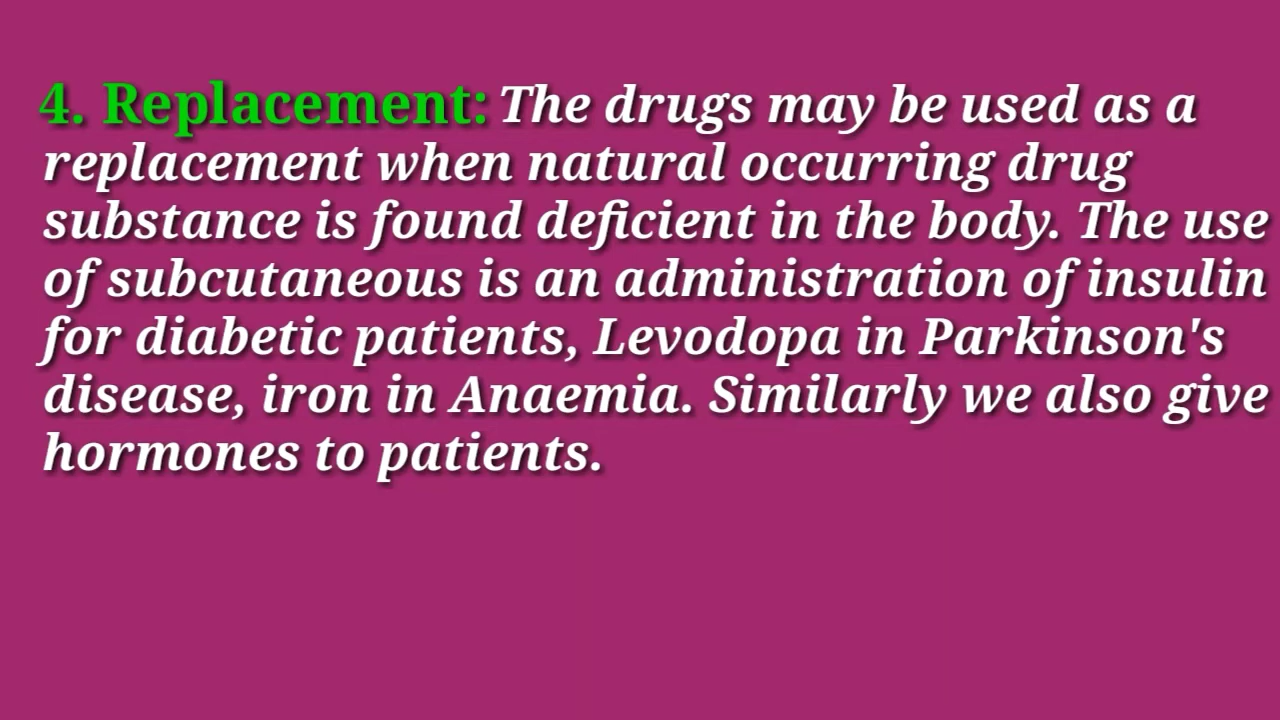 4. Replacement: The drugs may be used as a
replacement when natural occurring drug
substance is found deficient in the body. The use
of subcutaneous is an administration of insulin
for diabetic patients, Levodopa in Parkinson's
disease, iron in Anaemia. Similarly we also give
hormones to patients.